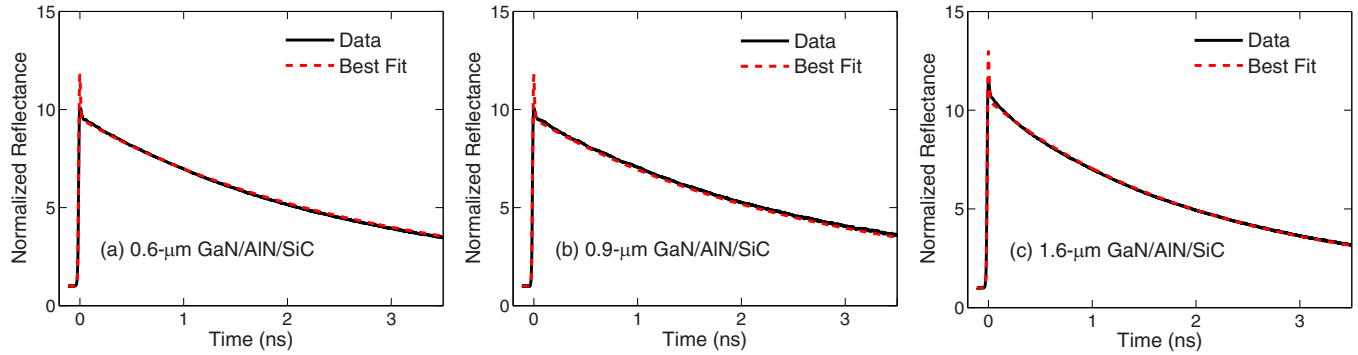 15
10
5
0
Normalized Reflectance
Data
Best Fit
(a) 0.6-μm GaN/AlN/SiC
0 1 2 3
Time (ns)
15
10
5
0
Normalized Reflectance
Data
Best Fit
(b) 0.9-μm GaN/AlN/SiC
0 1 2 3
Time (ns)
15
10
5
0
Normalized Reflectance
Data
Best Fit
(c) 1.6-μm GaN/AlN/SiC
0 1 2 3
Time (ns)